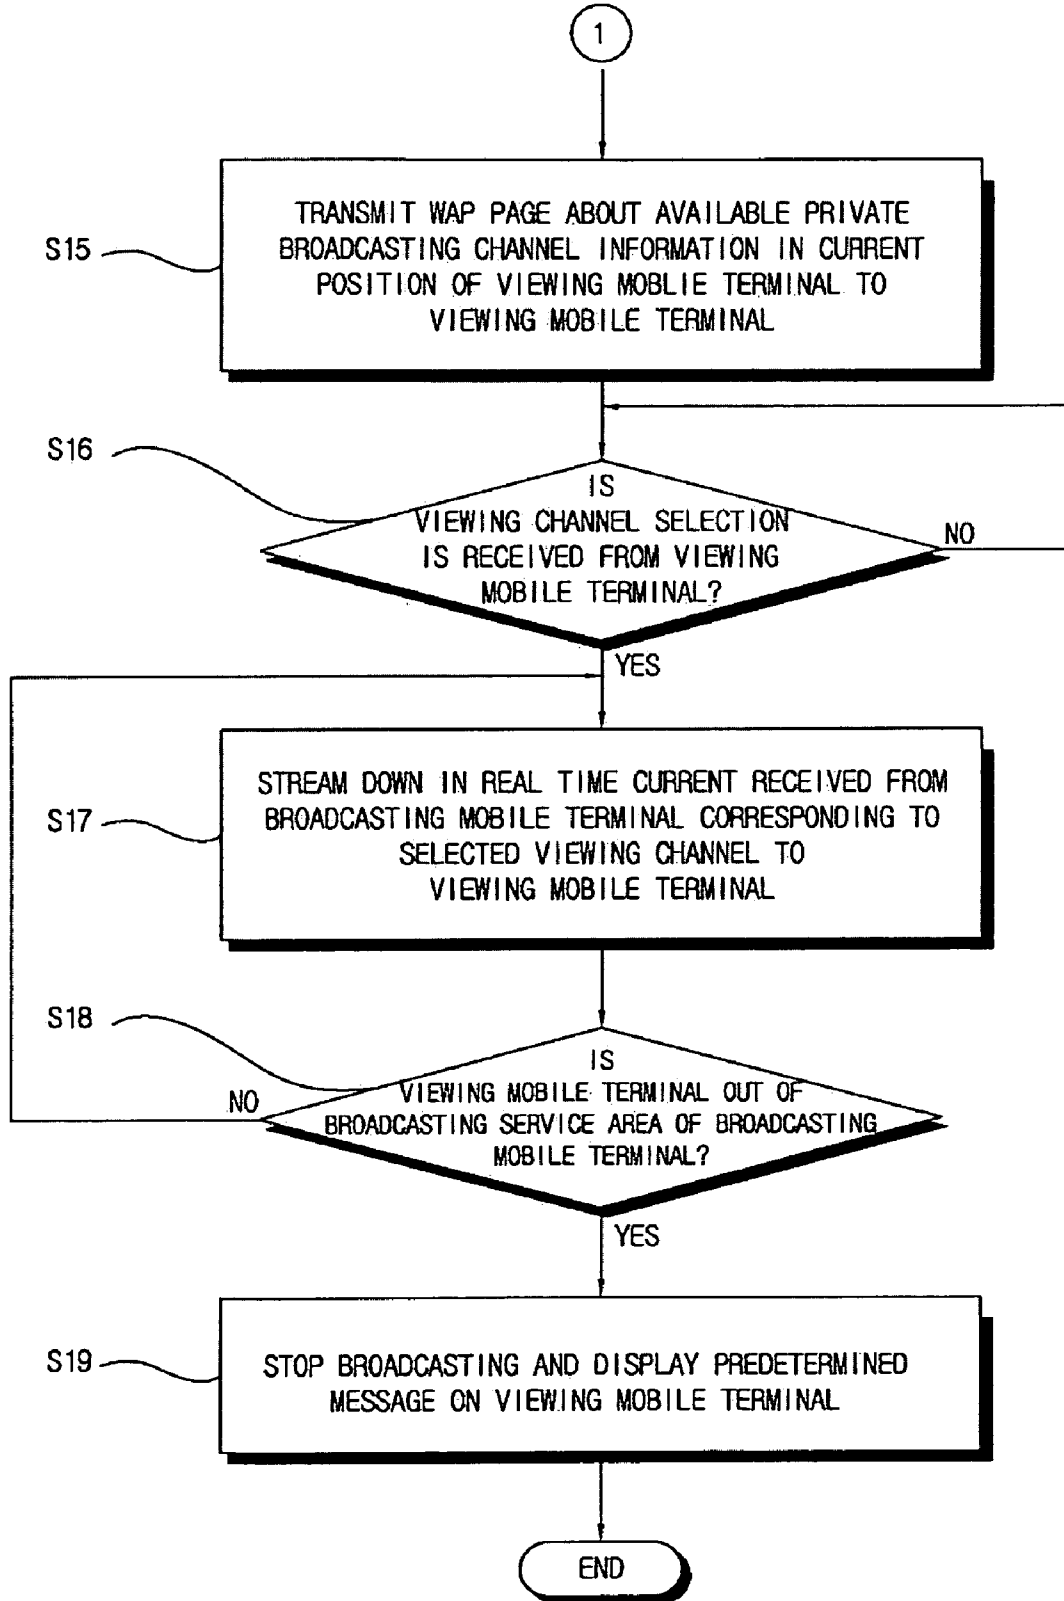 1
S15
TRANSMIT WAP PAGE ABOUT AVAILABLE PRIVATE
BROADCASTING CHANNEL INFORMATION IN CURRENT
POSITION OF VIEWING MOBLIE TERMINAL TO
VIEWING MOBILE TERMINAL
S16
IS
VIEWING CHANNEL SELECTION
IS RECEIVED FROM VIEWING
MOBILE TERMINAL?
NO
YES
S17
STREAM DOWN IN REAL TIME CURRENT RECEIVED FROM
BROADCASTING MOBILE TERMINAL CORRESPONDING TO
SELECTED VIEWING CHANNEL TO
VIEWING MOBILE TERMINAL
S18
IS
VIEWING MOBILE TERMINAL OUT OF
BROADCASTING SERVICE AREA OF BROADCASTING
MOBILE TERMINAL?
NO
YES
S19
STOP BROADCASTING AND DISPLAY PREDETERMINED
MESSAGE ON VIEWING MOBILE TERMINAL
END